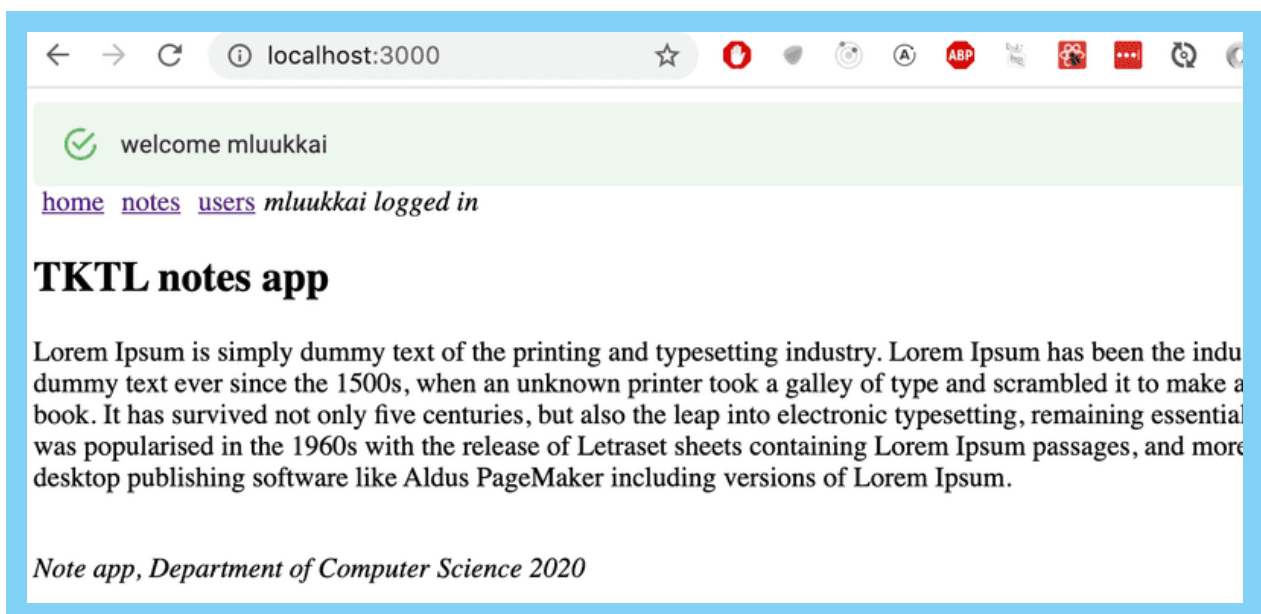 localhost:3000
A
ABP
welcome mluukkai
home notes users mluukkai logged in
TKTL notes app
Lorem Ipsum is simply dummy text of the printing and typesetting industry. Lorem Ipsum has been the indu
dummy text ever since the 1500s, when an unknown printer took a galley of type and scrambled it to make a
book. It has survived not only five centuries, but also the leap into electronic typesetting, remaining essential
was popularised in the 1960s with the release of Letraset sheets containing Lorem Ipsum passages, and more
desktop publishing software like Aldus PageMaker including versions of Lorem Ipsum.
Note app, Department of Computer Science 2020